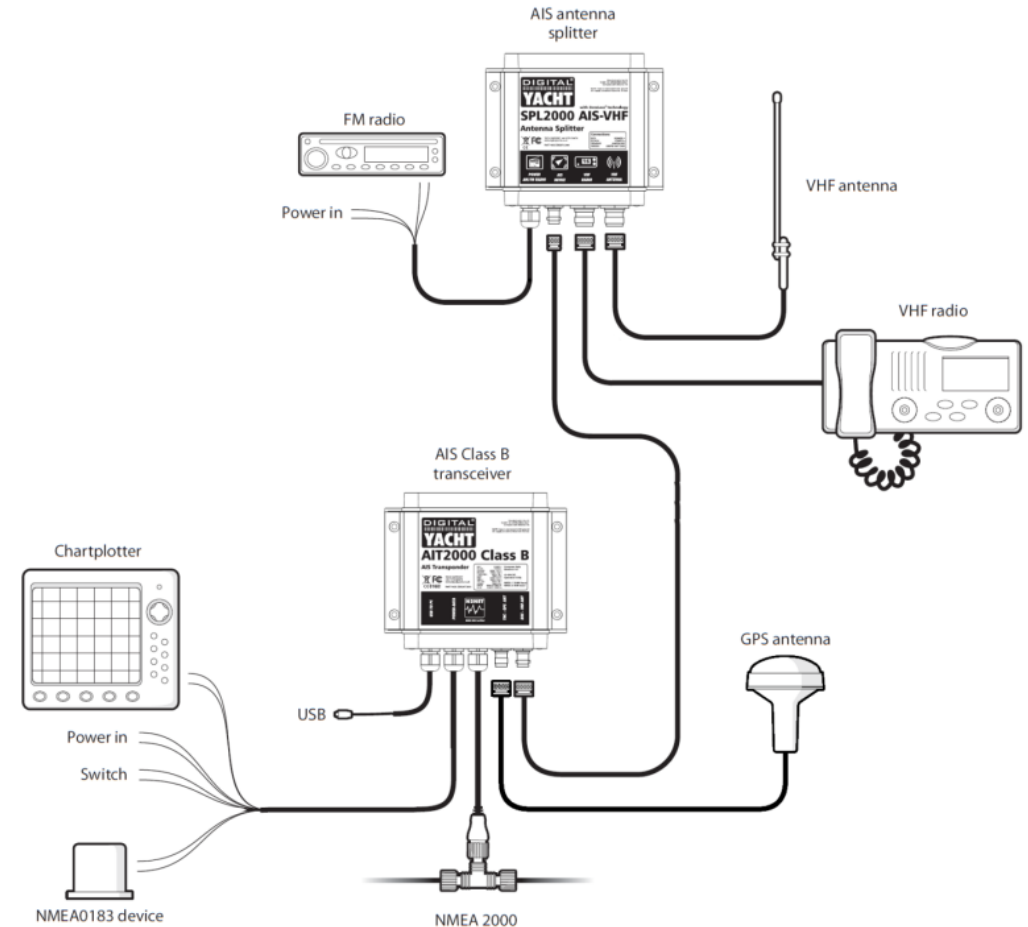 AIS antenna
splitter
DIGITAL
YACHT
SPL2000 AIS-VHF
Antenna Splitter
FM radio
Power in
VHF antenna
VHF radio
AIS Class B
transceiver
DIGITAL
YACHT
AIT2000 Class B
AIS Transponder
Chartplotter
GPS antenna
USB
Power in
Switch
NMEA0183 device
NMEA 2000